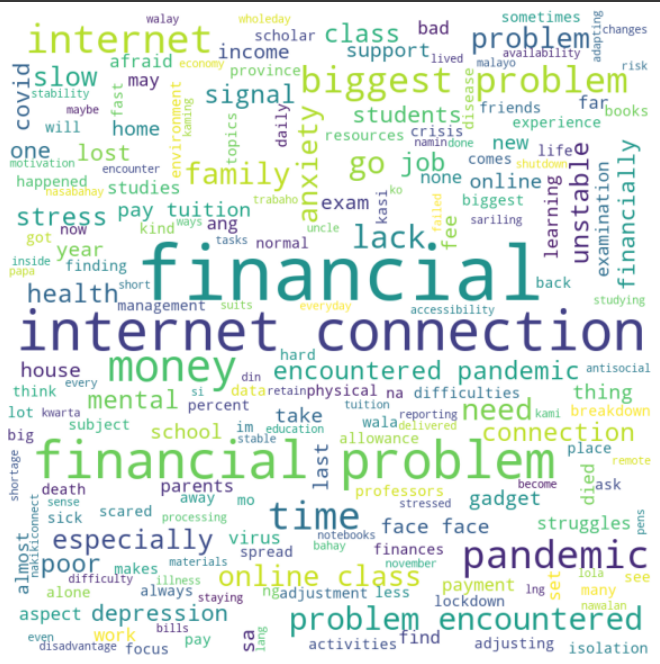 walay
wholeday
sometimes
internet
scholar
class
bad
problem
adapting
changes
income
support
lived
availability
afraid
economy
malayo
risk
covid
slow
may
province
biggest problem
stability
fast
signal
disease
friends
far
books
maybe
environment
kaming
topics
daily
anxiety
students
experience
will
home
resources
crisis
namin
done
new
life
one
lost
go job
comes
shutdown
unstable
financially
motivation
encounter
family
none
online
learning
examination
happened
studies
nasabahay
trabaho
exam
kasi
ko
failed
fee
biggest
stress
pay tuition
ang
uncle
sariling
now
kind
ways
got
year
tasks
normal
lack
inside
papa
finding
financial
back
health
short
management
suits
everyday
accessibility
studying
internet connection
house
money
hard
encountered pandemic
antisocial
think
every
din
mental
si
data
retain
physical
na
difficulties
thing
lot
kwarta
percent
tuition
need
kami
breakdown
subject
im
take
wala
reporting
delivered
big
school
education
stable
allowance
connection
place
financial problem
last
remote
shortage
death
parents
professors
become
died
ask
sense
away
mo
time
gadget
sick
scared
processing
stressed
pens
nakikiconnect
almost
especially
virus
notebooks
face face
struggles
bahay
spread
finances
pandemic
poor
makes
materials
november
difficulty
illness
online class
payment
lng
set
lola
see
alone
always
staying
ng
adjustment
less
many
lockdown
nawalan
aspect
depression
problem encountered
bills
even
work
pay
sa
lang
find
disadvantage
focus
activities
adjusting
isolation